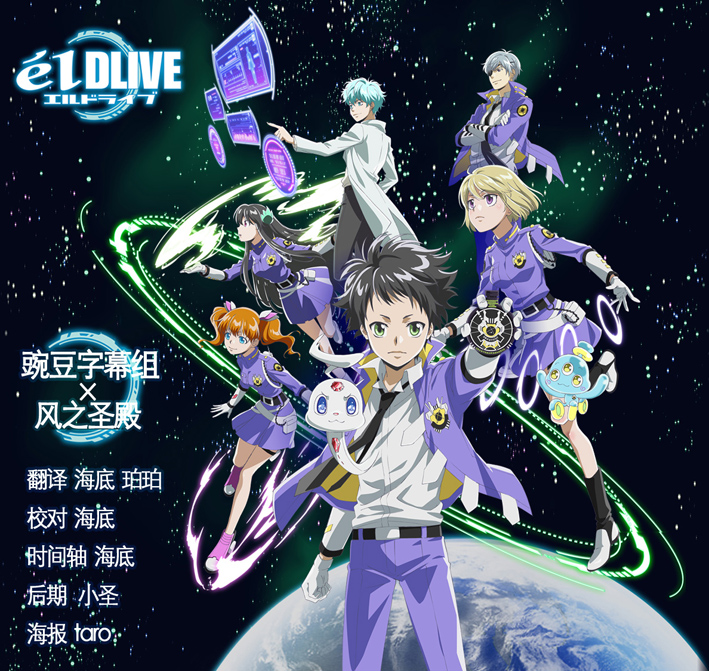 élDLIVE
エルドライブ
豌豆字幕组
×
风之圣殿
翻译 海底 珀珀
校对 海底
时间轴 海底
后期 小圣
海报 taro